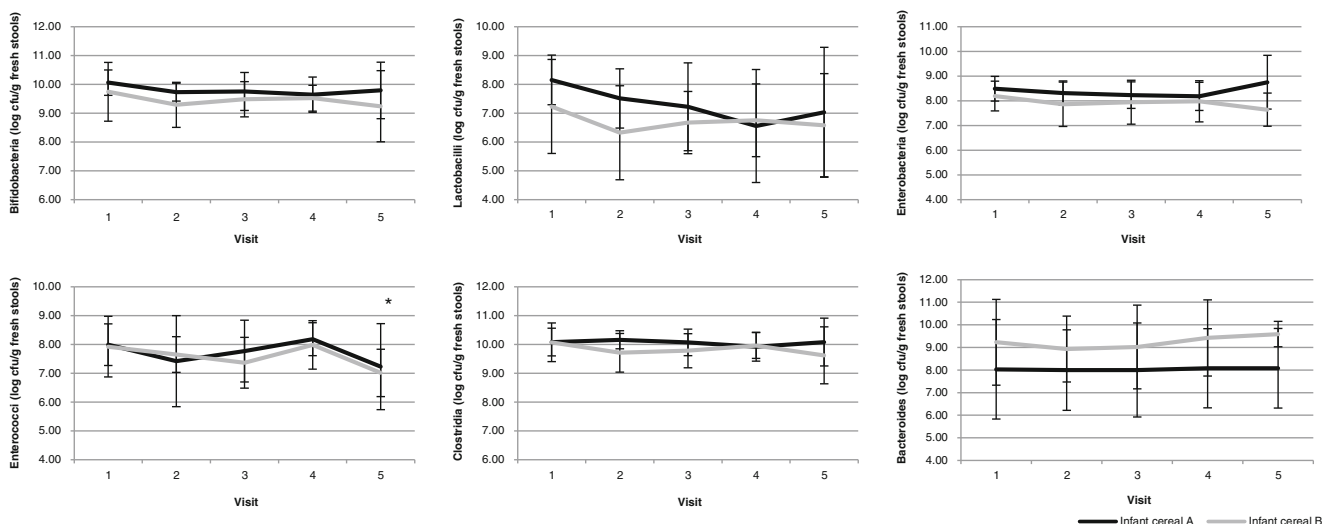 Bifidobacteria (log cfu/g fresh stools)
12.00
11.00
10.00
9.00
8.00
7.00
6.00
1 2 3 4 5
Visit
Lactobacilli (log cfu/g fresh stools)
10.00
9.00
8.00
7.00
6.00
5.00
4.00
1 2 3 4 5
Visit
Enterobacteria (log cfu/g fresh stools)
11.00
10.00
9.00
8.00
7.00
6.00
5.00
4.00
1 2 3 4 5
Visit
Enterococci (log cfu/g fresh stools)
10.00
9.00
8.00
7.00
6.00
5.00
4.00
*
1 2 3 4 5
Visit
Clostridia (log cfu/g fresh stools)
12.00
11.00
10.00
9.00
8.00
7.00
6.00
1 2 3 4 5
Visit
Bacteroides (log cfu/g fresh stools)
12.00
11.00
10.00
9.00
8.00
7.00
6.00
5.00
4.00
1 2 3 4 5
Visit
Infant cereal A Infant cereal B